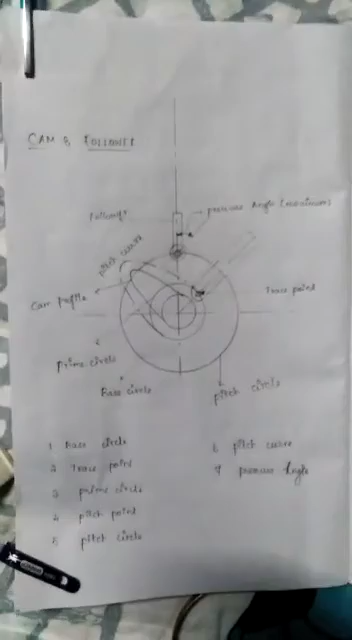 CAM & FOLLOWER
Follower
pressure Angle (maximum)
pitch curve
Cam profile
Trace point
Prime circle
Base circle
pitch circle
1 Base circle
2 Trace point
3 prime circle
4 pitch point
5 pitch circle
6 pitch curve
7 pressure Angle